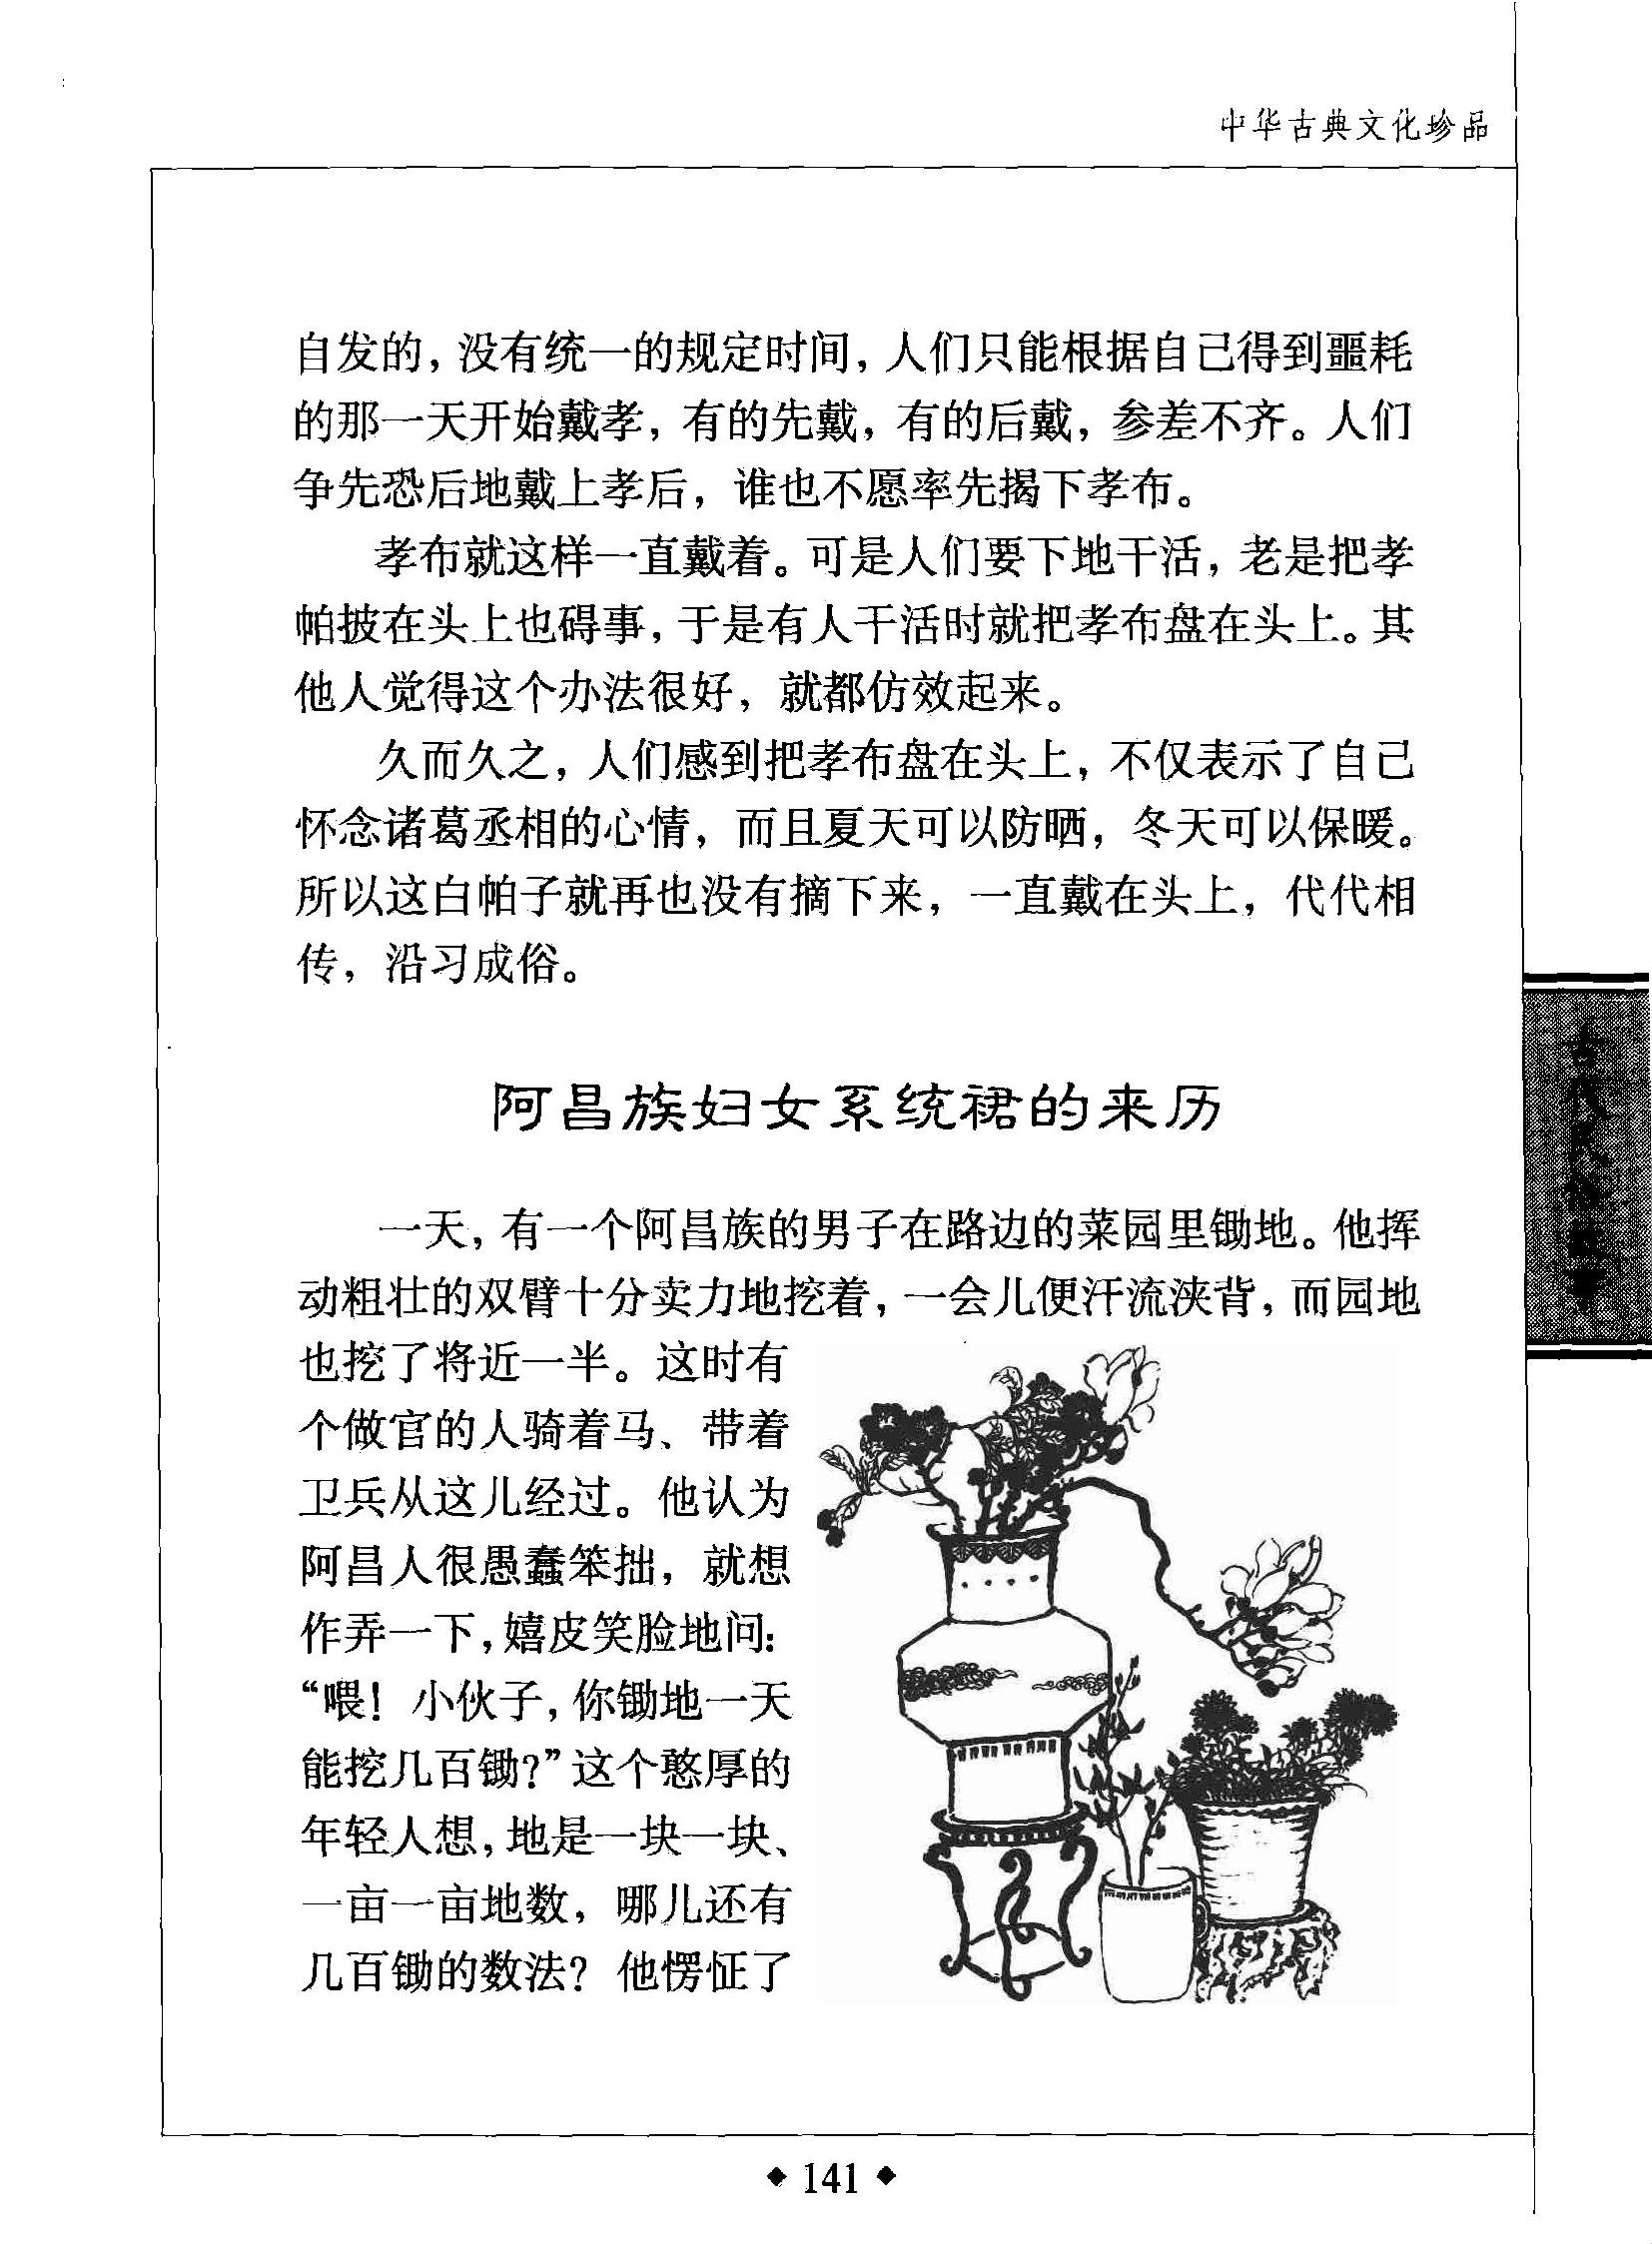 中华古典文化珍品
自发的，没有统一的规定时间，人们只能根据自己得到噩耗
的那一天开始戴孝，有的先戴，有的后戴，参差不齐。人们
争先恐后地戴上孝后，谁也不愿率先揭下孝布。
孝布就这样一直戴着。可是人们要下地干活，老是把孝
帕披在头上也碍事，于是有人干活时就把孝布盘在头上。其
他人觉得这个办法很好，就都仿效起来。
久而久之，人们感到把孝布盘在头上，不仅表示了自己
怀念诸葛丞相的心情，而且夏天可以防晒，冬天可以保暖。
所以这白帕子就再也没有摘下来，一直戴在头上，代代相
传，沿习成俗。
古代民俗故事
阿昌族妇女系统裙的来历
一天，有一个阿昌族的男子在路边的菜园里锄地。他挥
动粗壮的双臂十分卖力地挖着，一会儿便汗流浃背，而园地
也挖了将近一半。这时有
个做官的人骑着马、带着
卫兵从这儿经过。他认为
阿昌人很愚蠢笨拙，就想
作弄一下，嬉皮笑脸地问：
“喂！小伙子，你锄地一天
能挖几百锄？”这个憨厚的
年轻人想，地是一块一块、
一亩一亩地数，哪儿还有
几百锄的数法？他愣怔了
◆ 141 ◆